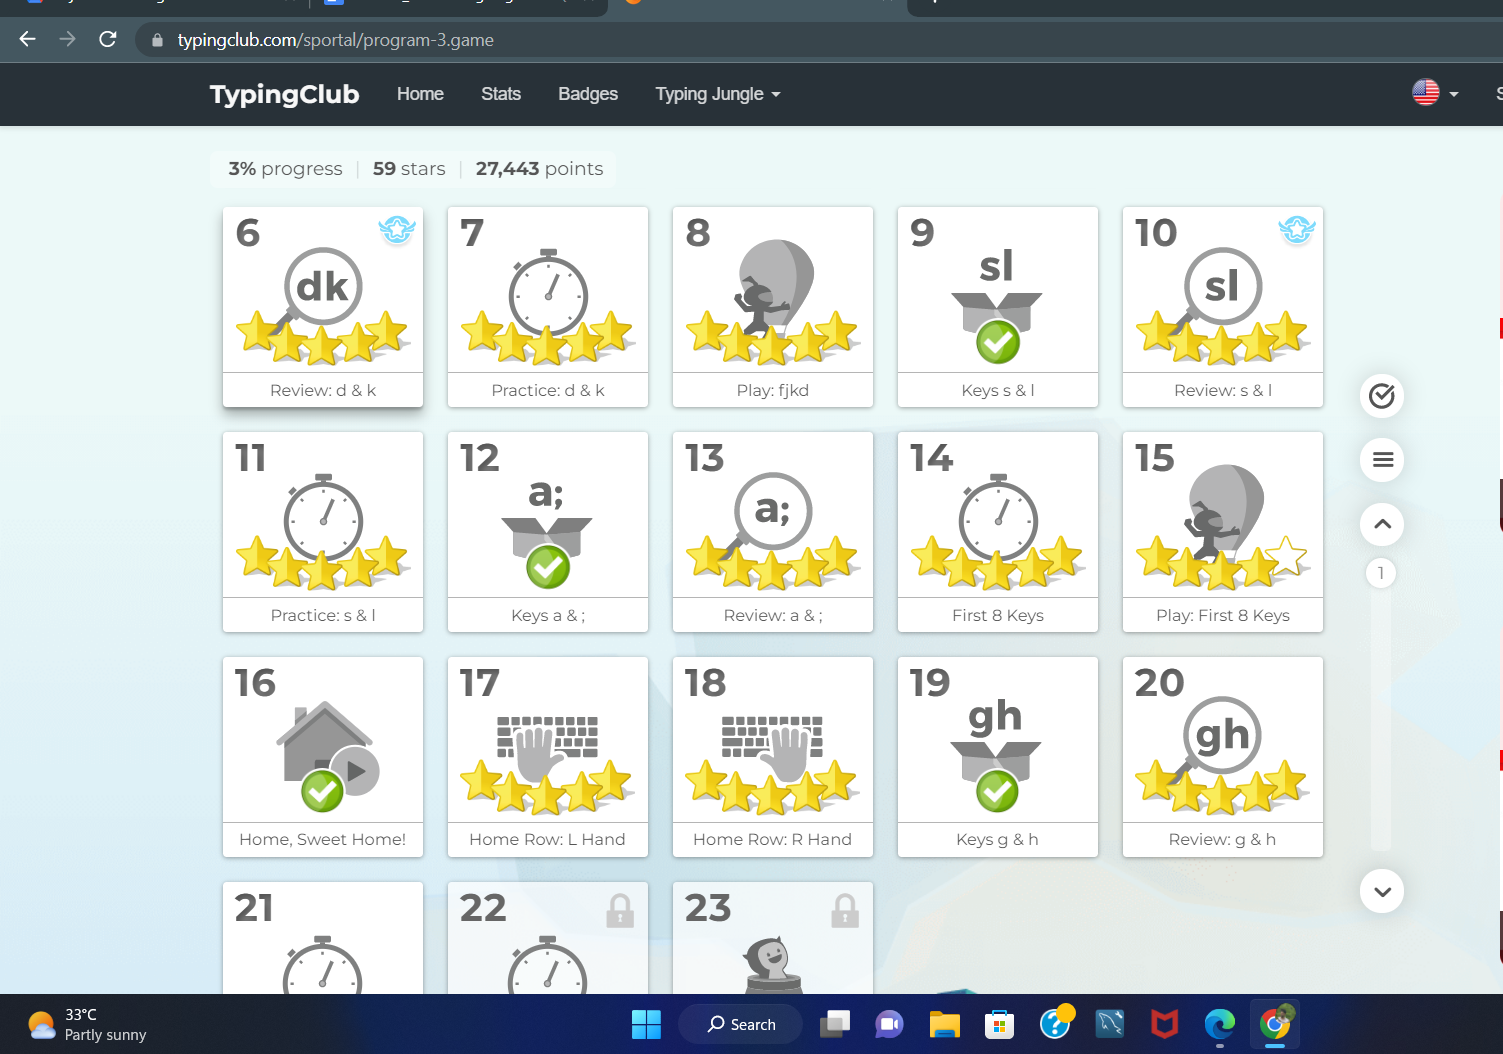 typingclub.com/sportal/program-3.game
TypingClub Home Stats Badges Typing Jungle
3% progress 59 stars 27,443 points
6 7 8 9 10
dk sl sl
Review: d & k Practice: d & k Play: fjkd Keys s & l Review: s & l
11 12 13 14 15
a; a;
Practice: s & l Keys a & ; Review: a & ; First 8 Keys Play: First 8 Keys
16 17 18 19 20
gh gh
Home, Sweet Home! Home Row: L Hand Home Row: R Hand Keys g & h Review: g & h
1
21 22 23
33°C
Partly sunny
Search